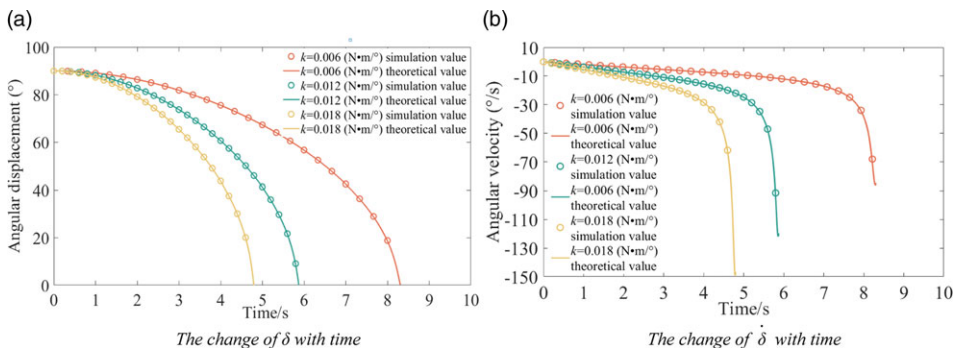 (a)
100
80
60
40
20
0
Angular displacement (°)
k=0.006 (N•m/°) simulation value
k=0.006 (N•m/°) theoretical value
k=0.012 (N•m/°) simulation value
k=0.012 (N•m/°) theoretical value
k=0.018 (N•m/°) simulation value
k=0.018 (N•m/°) theoretical value
0 1 2 3 4 5 6 7 8 9 10
Time/s
The change of δ with time
(b)
10
-10
-30
-50
-70
-90
-110
-130
-150
Angular velocity (°/s)
k=0.006 (N•m/°)
simulation value
k=0.006 (N•m/°)
theoretical value
k=0.012 (N•m/°)
simulation value
k=0.006 (N•m/°)
theoretical value
k=0.018 (N•m/°)
simulation value
k=0.018 (N•m/°)
theoretical value
0 1 2 3 4 5 6 7 8 9 10
Time/s
The change of δ̇ with time